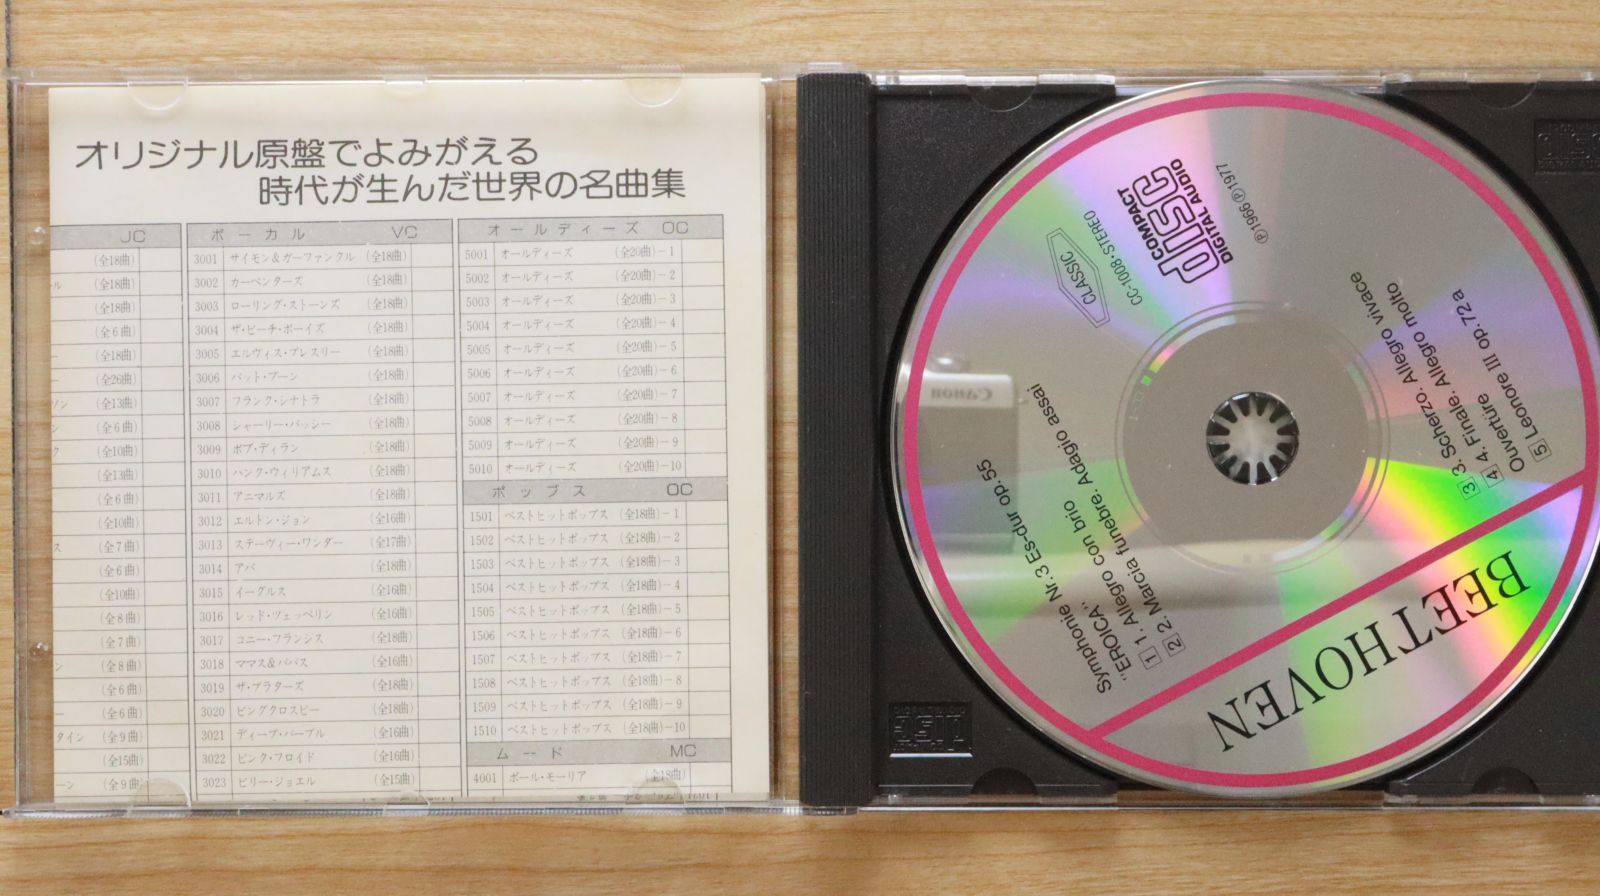 オリジナル原盤でよみがえる
時代が生んだ世界の名曲集
JC
(全18曲)
(全18曲)
(全18曲)
(全6曲)
(全18曲)
(全26曲)
(全13曲)
(全6曲)
(全10曲)
(全13曲)
(全6曲)
(全10曲)
(全7曲)
(全6曲)
(全10曲)
(全8曲)
(全7曲)
(全8曲)
(全6曲)
(全6曲)
タイン (全9曲)
(全15曲)
ーン (全9曲)
ボーカル VC
3001 サイモン&ガーファンクル (全18曲)
3002 カーペンターズ (全18曲)
3003 ローリング・ストーンズ (全18曲)
3004 ザ・ビーチ・ボーイズ (全18曲)
3005 エルヴィス・プレスリー (全18曲)
3006 パット・ブーン (全18曲)
3007 フランク・シナトラ (全18曲)
3008 シャーリー・バッシー (全18曲)
3009 ボブ・ディラン (全18曲)
3010 ハンク・ウィリアムス (全18曲)
3011 アニマルズ (全18曲)
3012 エルトン・ジョン (全16曲)
3013 ステーヴィー・ワンダー (全17曲)
3014 アバ (全18曲)
3015 イーグルス (全16曲)
3016 レッド・ツェッペリン (全16曲)
3017 コニー・フランシス (全18曲)
3018 ママス&パパス (全16曲)
3019 ザ・プラターズ (全18曲)
3020 ビングクロスビー (全18曲)
3021 ディープ・パープル (全16曲)
3022 ピンク・フロイド (全16曲)
3023 ビリー・ジョエル (全15曲)
オールディーズ OC
5001 オールディーズ (全20曲)-1
5002 オールディーズ (全20曲)-2
5003 オールディーズ (全20曲)-3
5004 オールディーズ (全20曲)-4
5005 オールディーズ (全20曲)-5
5006 オールディーズ (全20曲)-6
5007 オールディーズ (全20曲)-7
5008 オールディーズ (全20曲)-8
5009 オールディーズ (全20曲)-9
5010 オールディーズ (全20曲)-10
ポップス OC
1501 ベストヒットポップス (全18曲)-1
1502 ベストヒットポップス (全18曲)-2
1503 ベストヒットポップス (全18曲)-3
1504 ベストヒットポップス (全18曲)-4
1505 ベストヒットポップス (全18曲)-5
1506 ベストヒットポップス (全18曲)-6
1507 ベストヒットポップス (全18曲)-7
1508 ベストヒットポップス (全18曲)-8
1509 ベストヒットポップス (全18曲)-9
1510 ベストヒットポップス (全18曲)-10
ムード MC
4001 ポール・モーリア (全18曲)
BEETHOVEN
Symphonie Nr.3 Es-dur op.55
"EROICA"
1 1. Allegro con brio
2 2. Marcia funebre. Adagio assai
3 3. Scherzo. Allegro vivace
4 4. Finale. Allegro molto
Ouvertüre
5 Leonore III op.72a
CLASSIC
CC-1008・STEREO
COMPACT
disc
DIGITAL AUDIO
Ⓟ1966 Ⓟ1977
Canon